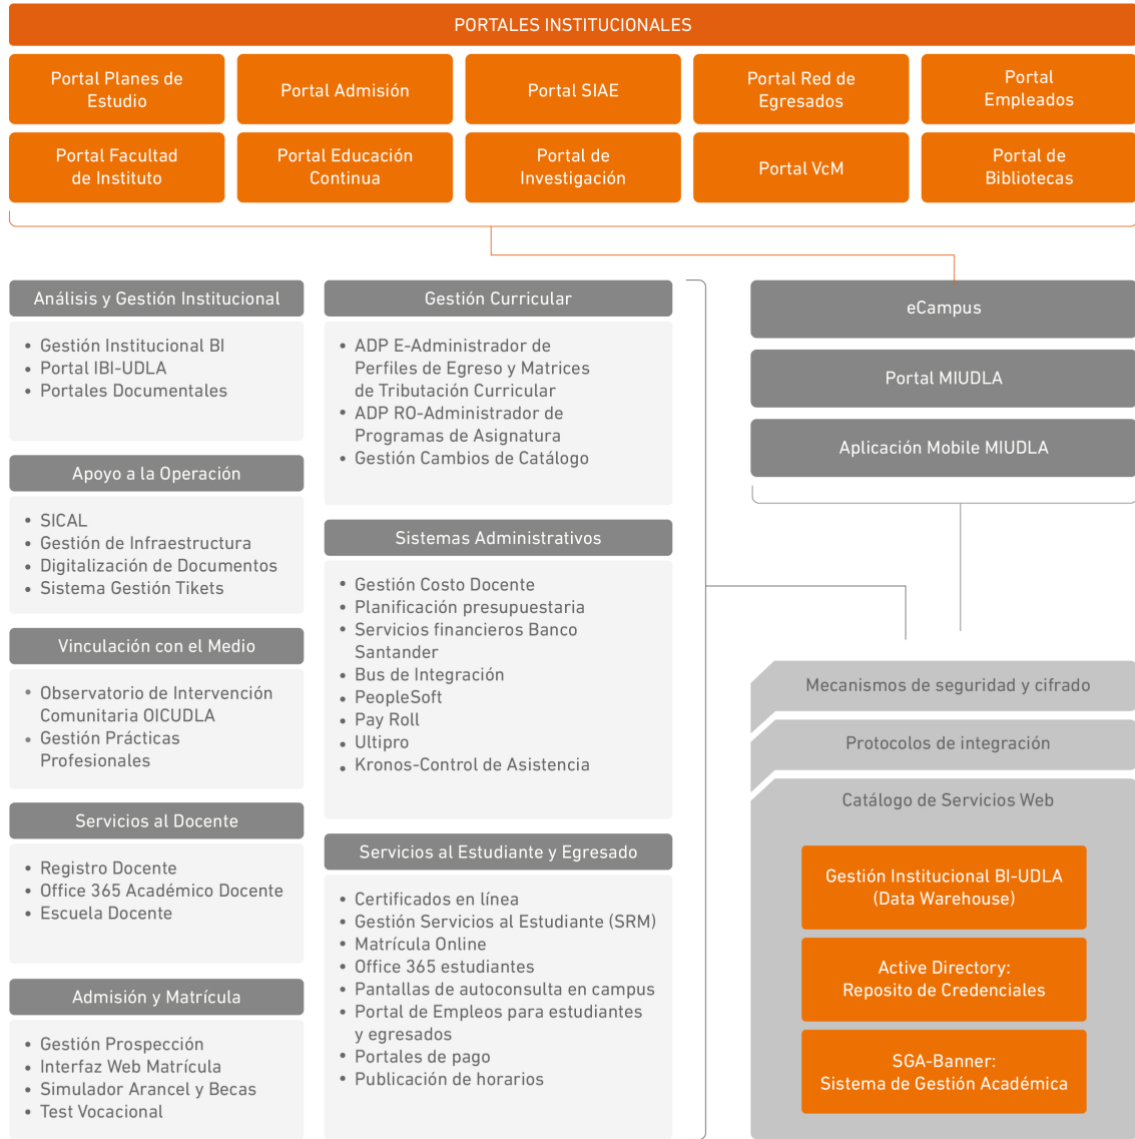 PORTALES INSTITUCIONALES
Portal Planes de
Estudio
Portal Admisión
Portal SIAE
Portal Red de
Egresados
Portal
Empleados
Portal Facultad
de Instituto
Portal Educación
Continua
Portal de
Investigación
Portal VcM
Portal de
Bibliotecas
Análisis y Gestión Institucional
• Gestión Institucional BI
• Portal IBI-UDLA
• Portales Documentales
Apoyo a la Operación
• SICAL
• Gestión de Infraestructura
• Digitalización de Documentos
• Sistema Gestión Tikets
Vinculación con el Medio
• Observatorio de Intervención
Comunitaria OICUDLA
• Gestión Prácticas
Profesionales
Servicios al Docente
• Registro Docente
• Office 365 Académico Docente
• Escuela Docente
Admisión y Matrícula
• Gestión Prospección
• Interfaz Web Matrícula
• Simulador Arancel y Becas
• Test Vocacional
Gestión Curricular
• ADP E-Administrador de
Perfiles de Egreso y Matrices
de Tributación Curricular
• ADP RO-Administrador de
Programas de Asignatura
• Gestión Cambios de Catálogo
Sistemas Administrativos
• Gestión Costo Docente
• Planificación presupuestaria
• Servicios financieros Banco
Santander
• Bus de Integración
• PeopleSoft
• Pay Roll
• Ultipro
• Kronos-Control de Asistencia
Servicios al Estudiante y Egresado
• Certificados en línea
• Gestión Servicios al Estudiante (SRM)
• Matrícula Online
• Office 365 estudiantes
• Pantallas de autoconsulta en campus
• Portal de Empleos para estudiantes
y egresados
• Portales de pago
• Publicación de horarios
eCampus
Portal MIUDLA
Aplicación Mobile MIUDLA
Mecanismos de seguridad y cifrado
Protocolos de integración
Catálogo de Servicios Web
Gestión Institucional BI-UDLA
(Data Warehouse)
Active Directory:
Reposito de Credenciales
SGA-Banner:
Sistema de Gestión Académica